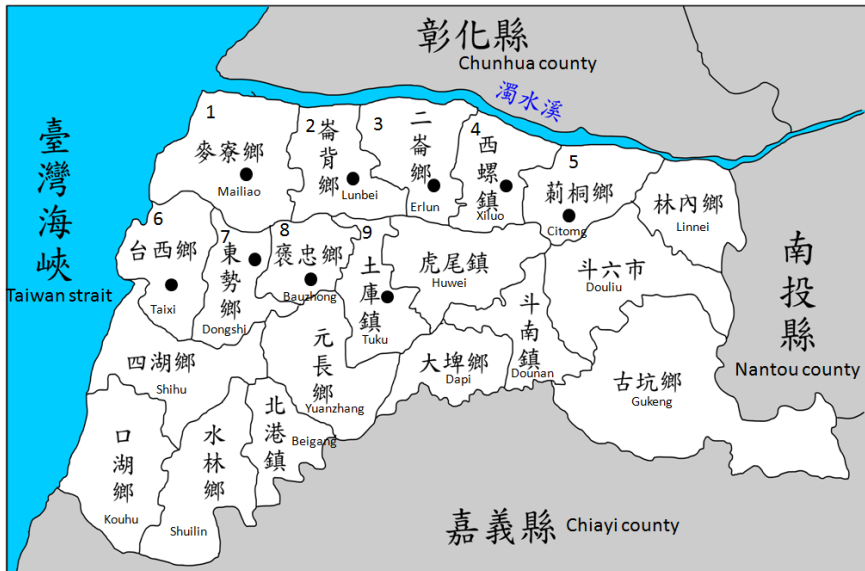 彰化縣
Chunhua county
濁水溪
臺灣海峽
Taiwan strait
1
麥寮鄉
Mailiao
2
崙背鄉
Lunbei
3
二崙鄉
Erlun
4
西螺鎮
Xiluo
5
莿桐鄉
Citomg
林內鄉
Linnei
6
台西鄉
Taixi
7
東勢鄉
Dongshi
8
褒忠鄉
Bauzhong
9
土庫鎮
Tuku
虎尾鎮
Huwei
斗六市
Douliu
南投縣
Nantou county
四湖鄉
Shihu
元長鄉
Yuanzhang
大埤鄉
Dapi
斗南鎮
Dounan
古坑鄉
Gukeng
口湖鄉
Kouhu
水林鄉
Shuilin
北港鎮
Beigang
嘉義縣
Chiayi county